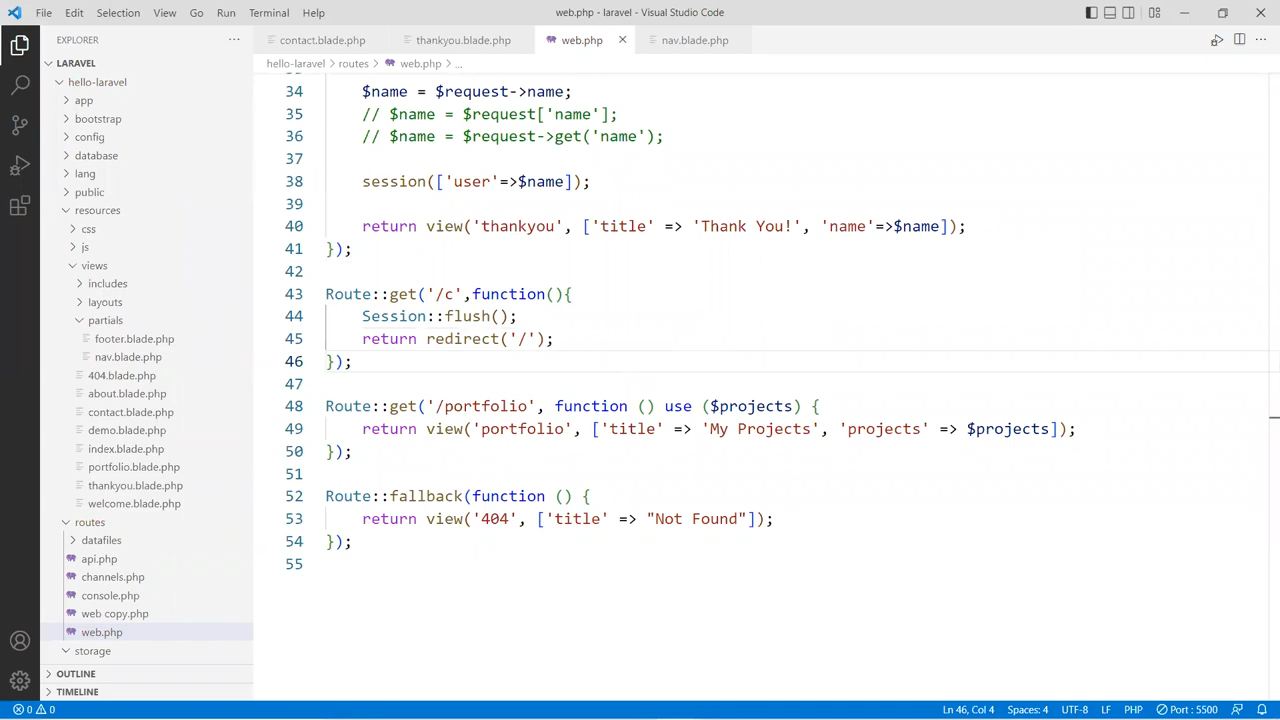 File Edit Selection View Go Run Terminal Help web.php - laravel - Visual Studio Code
EXPLORER ...
contact.blade.php thankyou.blade.php web.php nav.blade.php
LARAVEL
hello-laravel > routes > web.php > ...
hello-laravel
app
bootstrap
config
database
lang
public
resources
css
js
views
includes
layouts
partials
footer.blade.php
nav.blade.php
404.blade.php
about.blade.php
contact.blade.php
demo.blade.php
index.blade.php
portfolio.blade.php
thankyou.blade.php
welcome.blade.php
routes
datafiles
api.php
channels.php
console.php
web copy.php
web.php
storage
OUTLINE
TIMELINE
34 $name = $request->name;
35 // $name = $request['name'];
36 // $name = $request->get('name');
37
38 session(['user'=>$name]);
39
40 return view('thankyou', ['title' => 'Thank You!', 'name'=>$name]);
41 });
42
43 Route::get('/c',function(){
44 Session::flush();
45 return redirect('/');
46 });
47
48 Route::get('/portfolio', function () use ($projects) {
49 return view('portfolio', ['title' => 'My Projects', 'projects' => $projects]);
50 });
51
52 Route::fallback(function () {
53 return view('404', ['title' => "Not Found"]);
54 });
55
0 0 Ln 46, Col 4 Spaces: 4 UTF-8 LF PHP Port : 5500